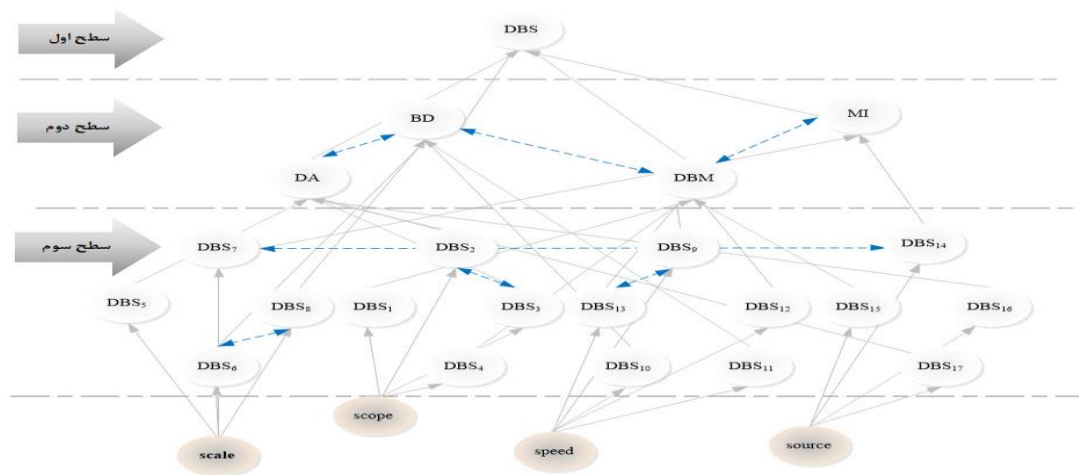 سطح اول
DBS
سطح دوم
BD
MI
DA
DBM
سطح سوم
DBS₇
DBS₂
DBS₉
DBS₁₄
DBS₅
DBS₈
DBS₁
DBS₃
DBS₁₃
DBS₁₂
DBS₁₅
DBS₁₆
DBS₆
DBS₄
DBS₁₀
DBS₁₁
DBS₁₇
scope
scale
speed
source